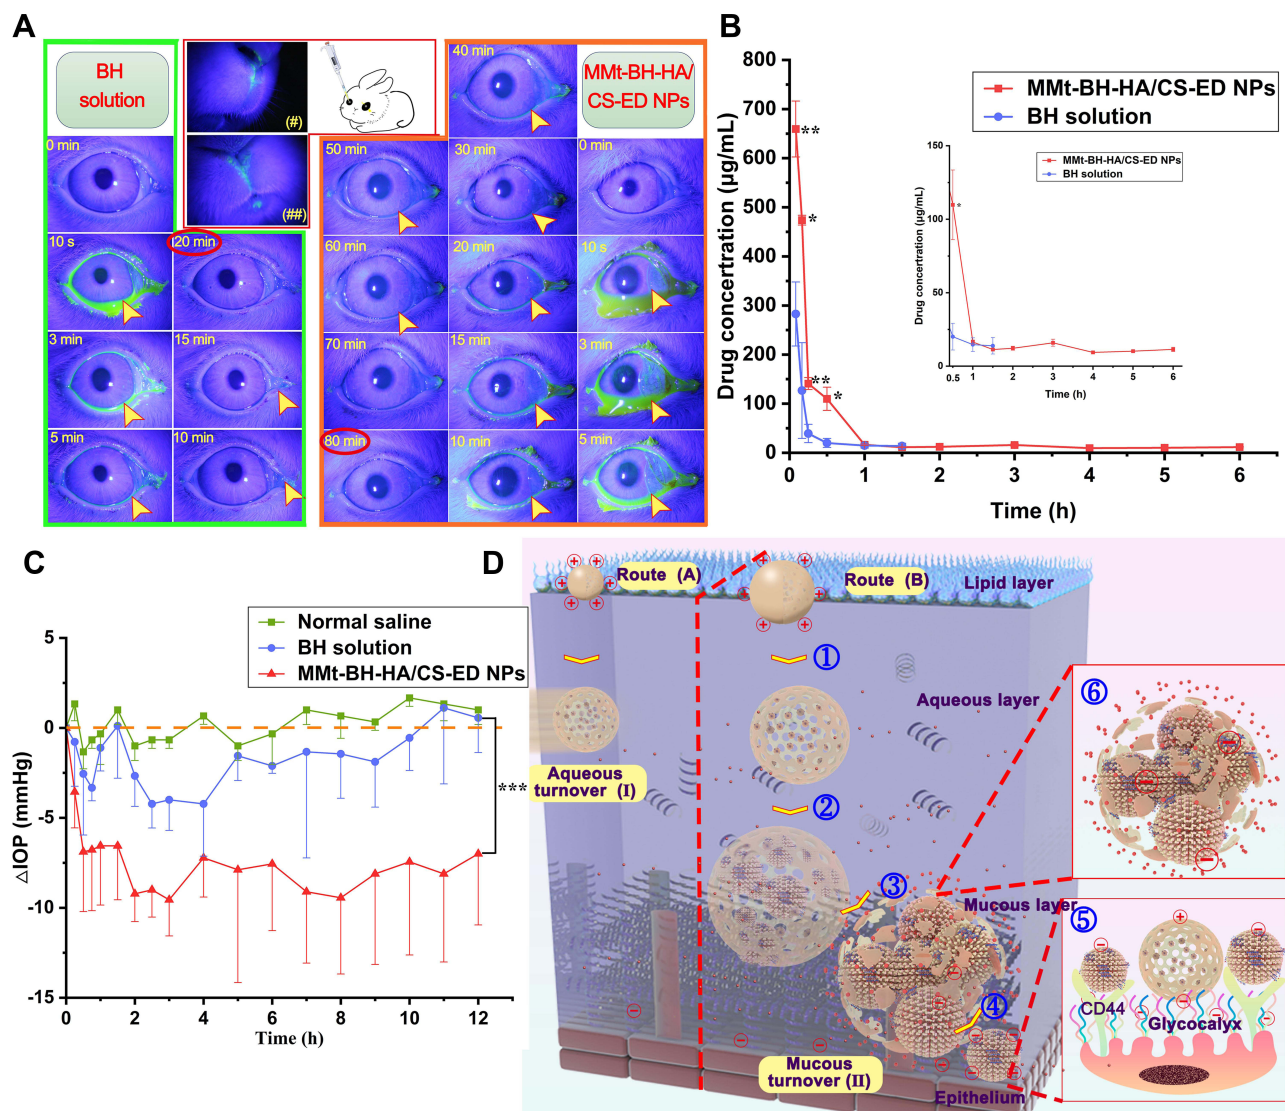 A
BH
solution
(#)
(##)
40 min
MMt-BH-HA/
CS-ED NPs
0 min
50 min
30 min
0 min
10 s
20 min
60 min
20 min
10 s
3 min
15 min
70 min
15 min
3 min
5 min
10 min
80 min
10 min
5 min
B
MMt-BH-HA/CS-ED NPs
BH solution
Drug concertration (μg/mL)
800
700
600
500
400
300
200
100
0
**
*
**
*
0 1 2 3 4 5 6
Time (h)
MMt-BH-HA/CS-ED NPs
BH solution
Drug concertration (μg/mL)
150
100
50
0
*
0.5 1 2 3 4 5 6
Time (h)
C
Normal saline
BH solution
MMt-BH-HA/CS-ED NPs
△IOP (mmHg)
5
0
-5
-10
-15
***
0 2 4 6 8 10 12
Time (h)
D
Route (A)
Route (B)
Lipid layer
①
Aqueous layer
Aqueous
turnover (I)
②
③
Mucous layer
④
Mucous
turnover (II)
Epithelium
⑥
⑤
CD44
Glycocalyx